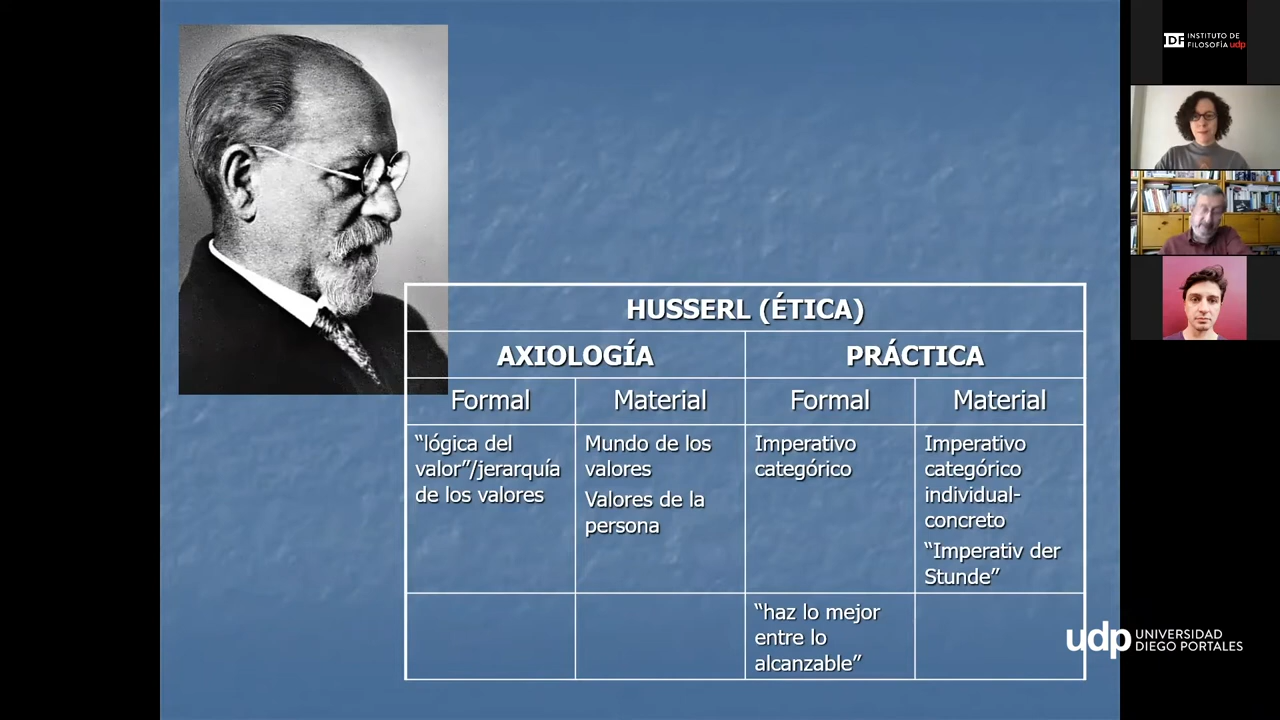 IDF INSTITUTO DE
FILOSOFÍA udp
HUSSERL (ÉTICA)
AXIOLOGÍA
PRÁCTICA
Formal
Material
Formal
Material
“lógica del
valor”/jerarquía
de los valores
Mundo de los
valores
Valores de la
persona
Imperativo
categórico
Imperativo
categórico
individual-
concreto
“Imperativ der
Stunde”
“haz lo mejor
entre lo
alcanzable”
udp UNIVERSIDAD
DIEGO PORTALES